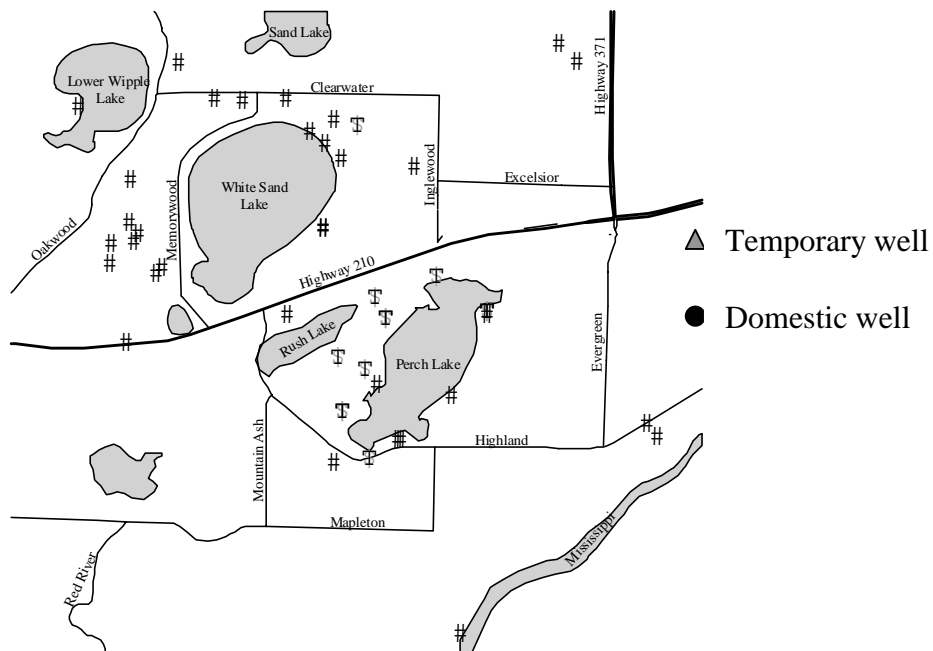 Sand Lake
Highway 371
Lower Wipple
Lake
Clearwater
Inglewood
Excelsior
White Sand
Lake
Memorywood
Oakwood
Highway 210
Temporary well
Domestic well
Rush Lake
Perch Lake
Evergreen
Mountain Ash
Highland
Mapleton
Mississippi
Red River